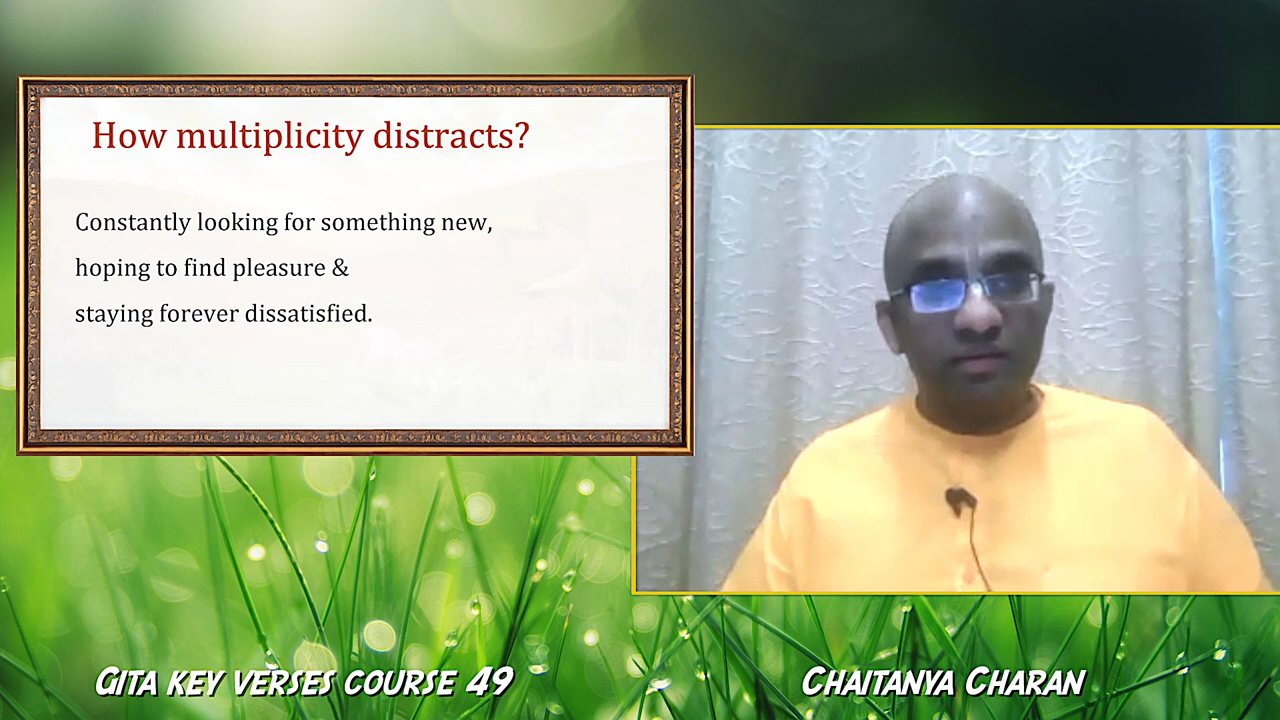 How multiplicity distracts?
Constantly looking for something new,
hoping to find pleasure &
staying forever dissatisfied.
GITA KEY VERSES COURSE 49
CHAITANYA CHARAN